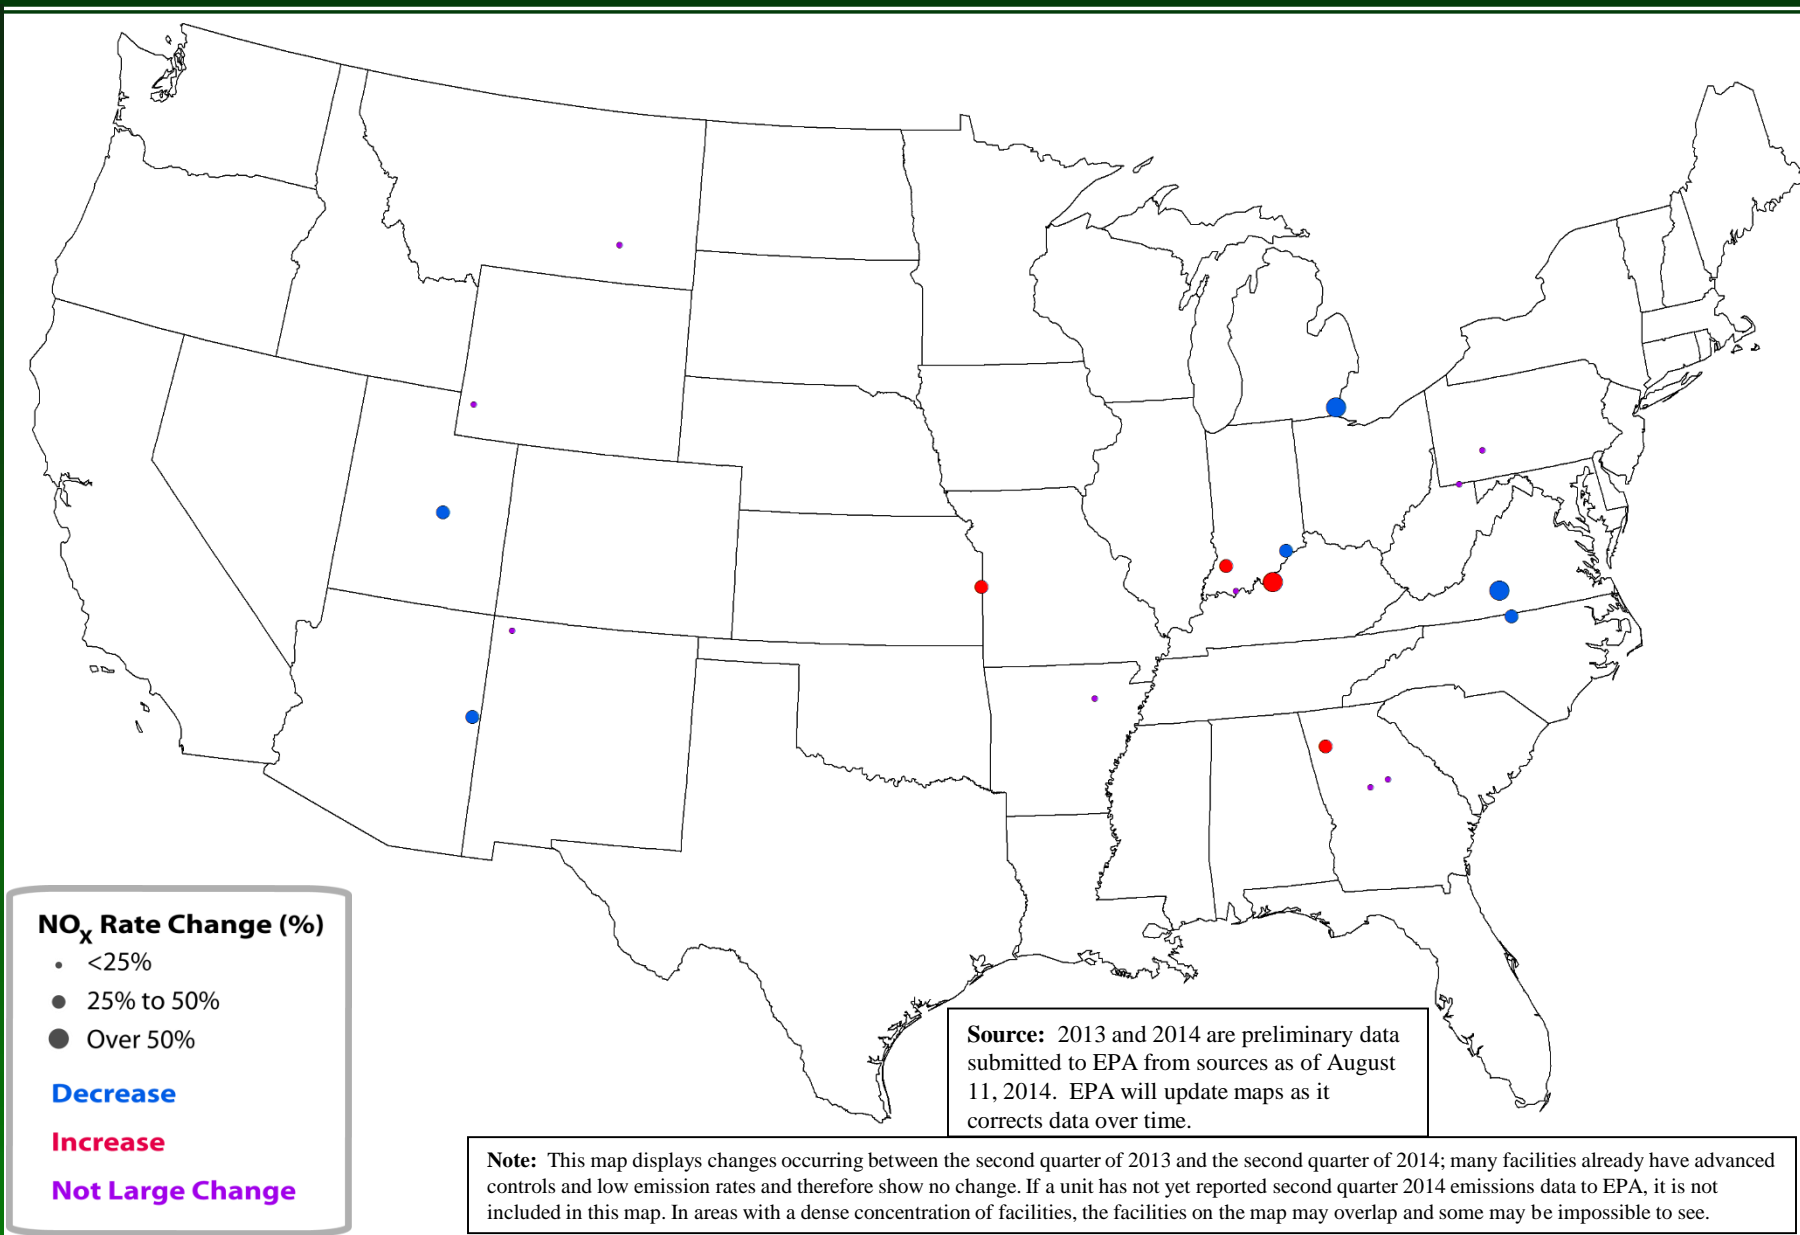 NOX Rate Change (%)
<25%
25% to 50%
Over 50%
Decrease
Increase
Not Large Change
Source: 2013 and 2014 are preliminary data
submitted to EPA from sources as of August
11, 2014. EPA will update maps as it
corrects data over time.
Note: This map displays changes occurring between the second quarter of 2013 and the second quarter of 2014; many facilities already have advanced
controls and low emission rates and therefore show no change. If a unit has not yet reported second quarter 2014 emissions data to EPA, it is not
included in this map. In areas with a dense concentration of facilities, the facilities on the map may overlap and some may be impossible to see.